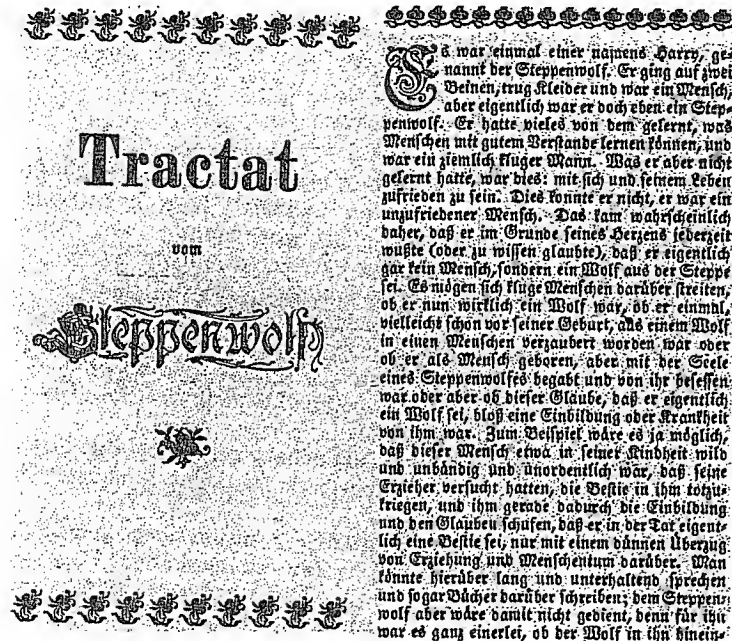 Tractat
vom
Steppenwolf
Es war einmal einer namens Harry, ge-
nannt der Steppenwolf. Er ging auf zwei
Beinen, trug Kleider und war ein Mensch,
aber eigentlich war er doch eben ein Step-
penwolf. Er hatte vieles von dem gelernt, was
Menschen mit gutem Verstande lernen können, und
war ein ziemlich kluger Mann. Was er aber nicht
gelernt hatte, war dies: mit sich und seinem Leben
zufrieden zu sein. Dies konnte er nicht, er war ein
unzufriedener Mensch. Das kam wahrscheinlich
daher, daß er im Grunde seines Herzens jederzeit
wußte (oder zu wissen glaubte), daß er eigentlich
gar kein Mensch, sondern ein Wolf aus der Steppe
sei. Es mögen sich kluge Menschen darüber streiten,
ob er nun wirklich ein Wolf war, ob er einmal,
vielleicht schon vor seiner Geburt, aus einem Wolf
in einen Menschen verzaubert worden war oder
ob er als Mensch geboren, aber mit der Seele
eines Steppenwolfes begabt und von ihr besessen
war oder aber ob dieser Glaube, daß er eigentlich
ein Wolf sei, bloß eine Einbildung oder Krankheit
von ihm war. Zum Beispiel wäre es ja möglich,
daß dieser Mensch etwa in seiner Kindheit wild
und unbändig und unordentlich war, daß seine
Erzieher versucht hatten, die Bestie in ihm totzu-
kriegen, und ihm gerade dadurch die Einbildung
und den Glauben schufen, daß er in der Tat eigent-
lich eine Bestie sei, nur mit einem dünnen Überzug
von Erziehung und Menschentum darüber. Man
könnte hierüber lang und unterhaltend sprechen
und sogar Bücher darüber schreiben; dem Steppen-
wolf aber wäre damit nicht gedient, denn für ihn
war es ganz einerlei, ob der Wolf in ihn hinein-